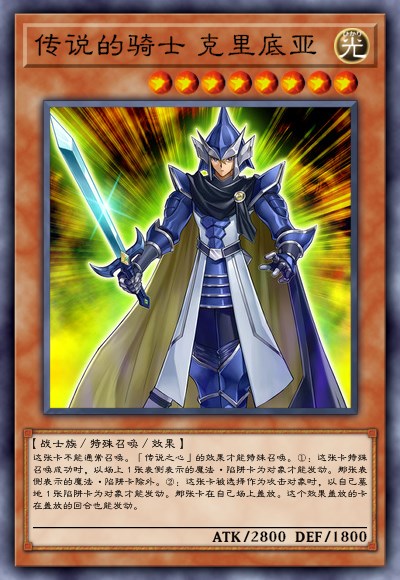 传说的骑士 克里底亚
光
ひかり
【战士族／特殊召唤／效果】
这张卡不能通常召唤。「传说之心」的效果才能特殊召唤。①：这张卡特殊
召唤成功时，以场上1张表侧表示的魔法·陷阱卡为对象才能发动。那张表
侧表示的魔法·陷阱卡除外。②：这张卡被选择作为攻击对象时，以自己墓
地1张陷阱卡为对象才能发动。那张卡在自己场上盖放。这个效果盖放的卡
在盖放的回合也能发动。
ATK/2800 DEF/1800